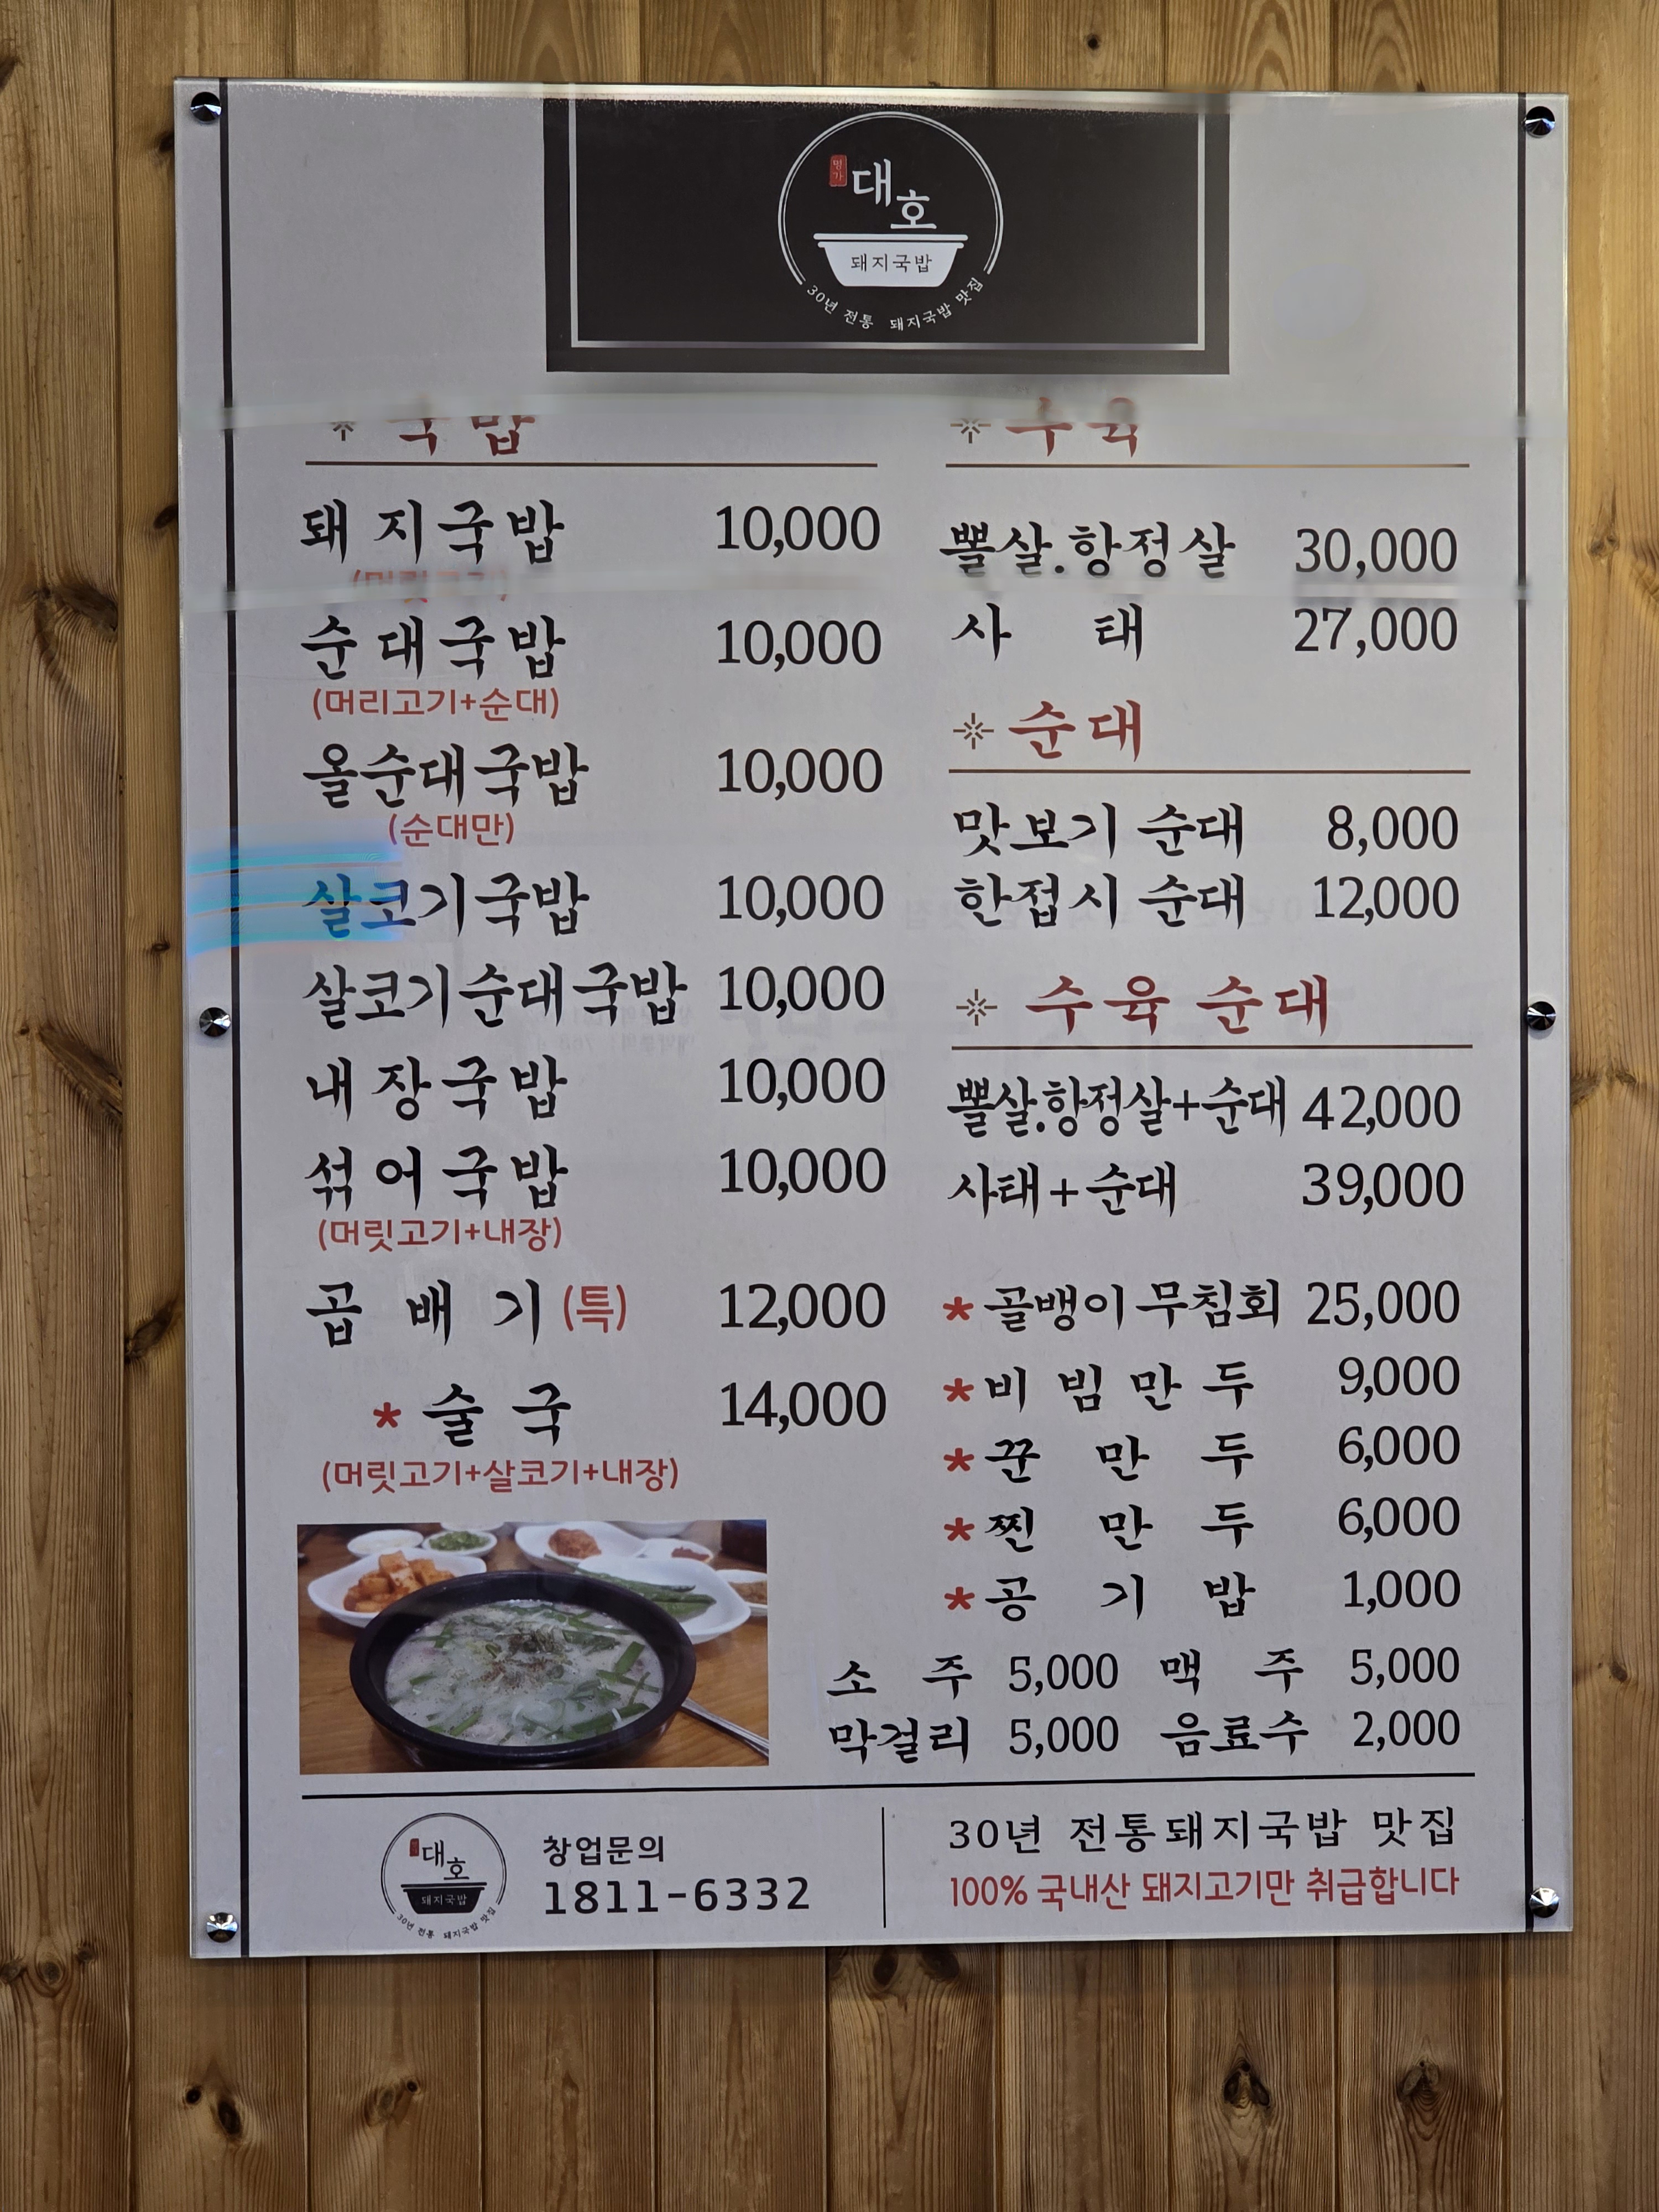 명가
대호
돼지국밥
30년 전통 돼지국밥 맛집
국밥
돼지국밥 10,000
순대국밥 10,000
(머리고기+순대)
올순대국밥 10,000
(순대만)
살코기국밥 10,000
살코기순대국밥 10,000
내장국밥 10,000
섞어국밥 10,000
(머릿고기+내장)
곱배기(특) 12,000
* 술국 14,000
(머릿고기+살코기+내장)
수육
뽈살.항정살 30,000
사태 27,000
순대
맛보기 순대 8,000
한접시 순대 12,000
수육 순대
뽈살.항정살+순대 42,000
사태+순대 39,000
* 골뱅이무침회 25,000
* 비빔만두 9,000
* 꾼만두 6,000
* 찐만두 6,000
* 공기밥 1,000
소주 5,000 맥주 5,000
막걸리 5,000 음료수 2,000
대호
돼지국밥
30년 전통 돼지국밥 맛집
창업문의
1811-6332
30년 전통돼지국밥 맛집
100% 국내산 돼지고기만 취급합니다